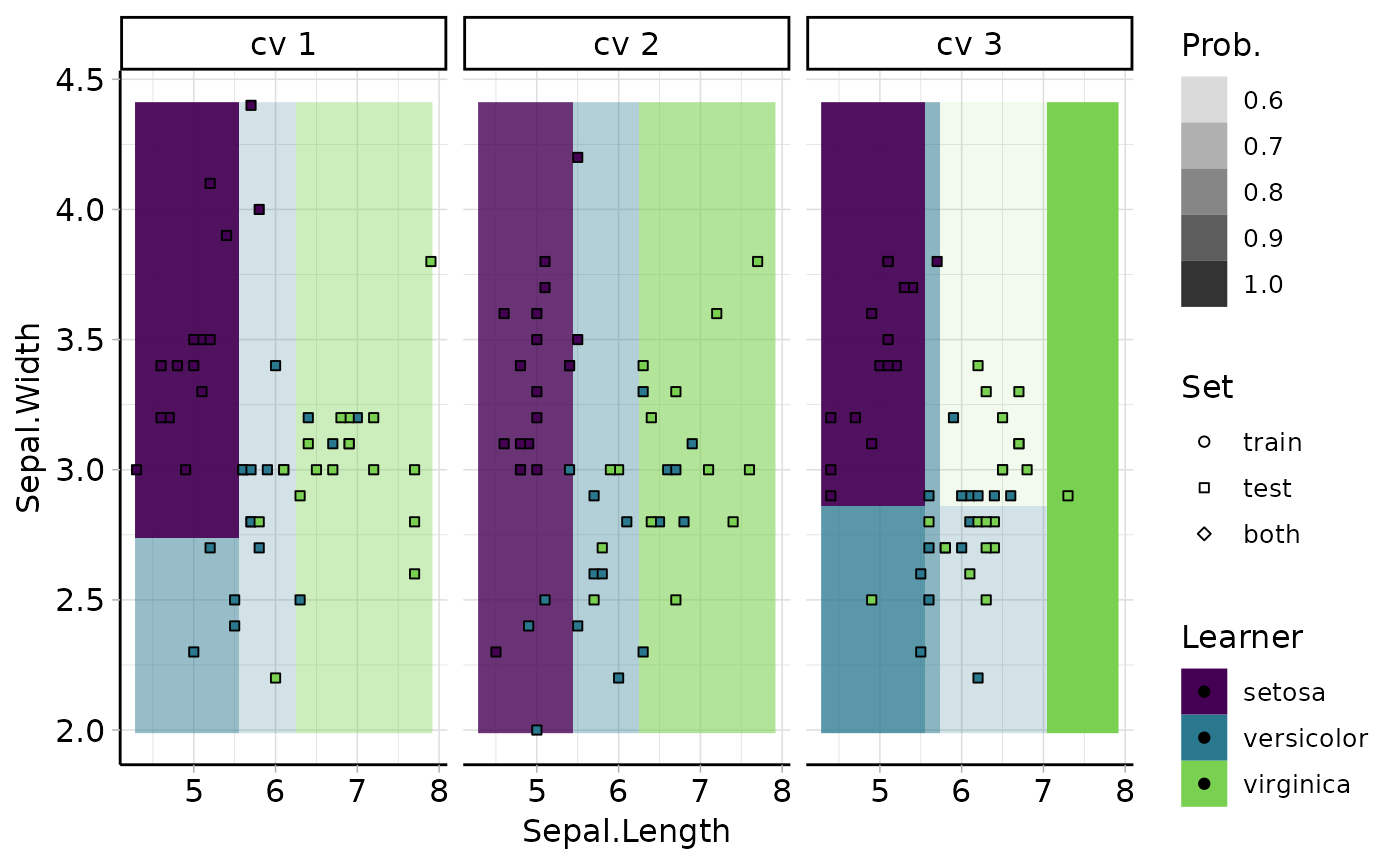 cv 1 cv 2 cv 3
4.5
4.0
3.5
3.0
2.5
2.0
Sepal.Width
5 6 7 8 5 6 7 8 5 6 7 8
Sepal.Length
Prob.
0.6
0.7
0.8
0.9
1.0
Set
train
test
both
Learner
setosa
versicolor
virginica